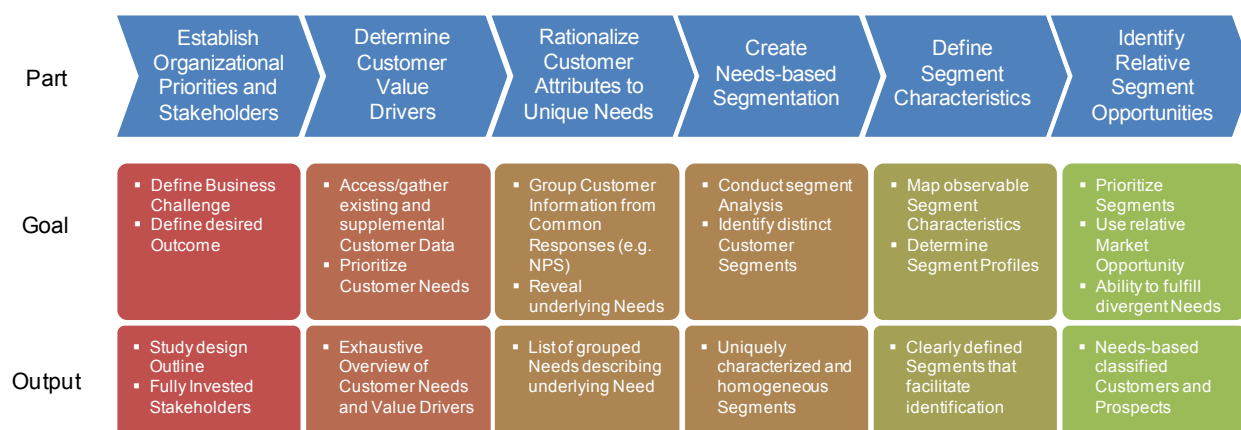 Part
Establish
Organizational
Priorities and
Stakeholders
Determine
Customer
Value
Drivers
Rationalize
Customer
Attributes to
Unique Needs
Create
Needs-based
Segmentation
Define
Segment
Characteristics
Identify
Relative
Segment
Opportunities
Goal
▪ Define Business
Challenge
▪ Define desired
Outcome
▪ Access/gather
existing and
supplemental
Customer Data
▪ Prioritize
Customer Needs
▪ Group Customer
Information from
Common
Responses (e.g.
NPS)
▪ Reveal
underlying Needs
▪ Conduct segment
Analysis
▪ Identify distinct
Customer
Segments
▪ Map observable
Segment
Characteristics
▪ Determine
Segment Profiles
▪ Prioritize
Segments
▪ Use relative
Market
Opportunity
▪ Ability to fulfill
divergent Needs
Output
▪ Study design
Outline
▪ Fully Invested
Stakeholders
▪ Exhaustive
Overview of
Customer Needs
and Value Drivers
▪ List of grouped
Needs describing
underlying Need
▪ Uniquely
characterized and
homogeneous
Segments
▪ Clearly defined
Segments that
facilitate
identification
▪ Needs-based
classified
Customers and
Prospects